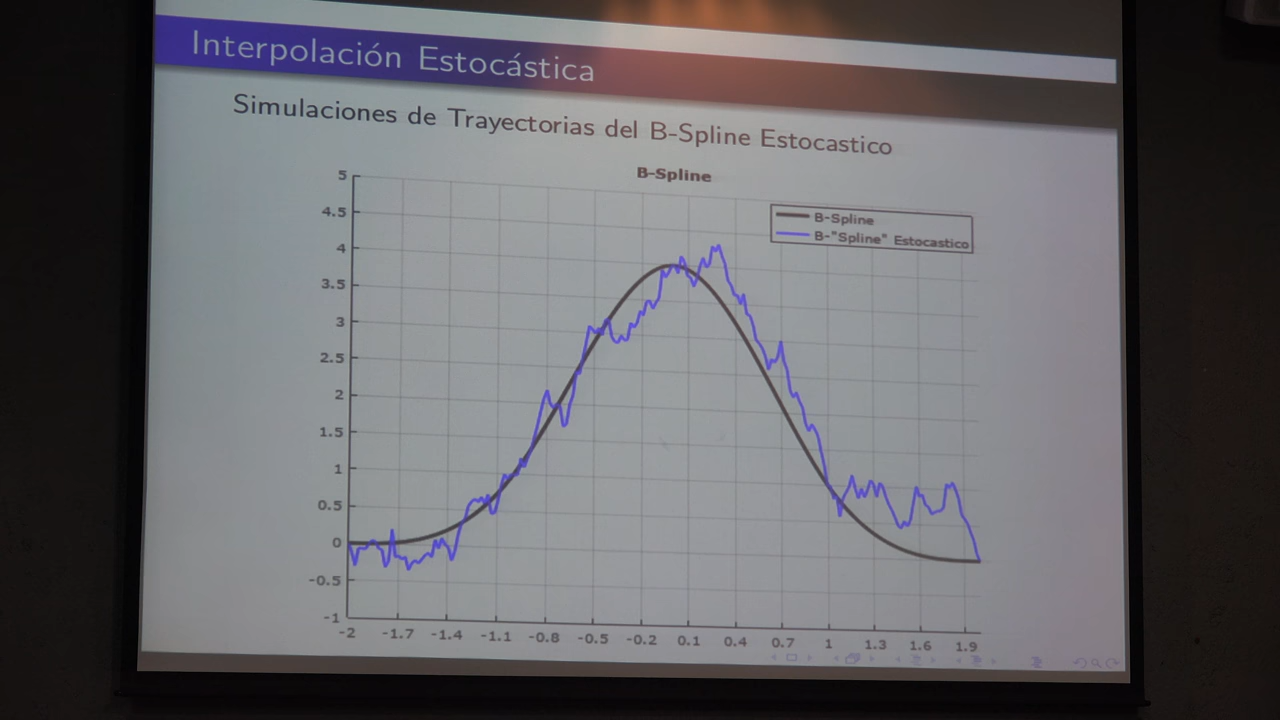 Interpolación Estocástica
Simulaciones de Trayectorias del B-Spline Estocastico
B-Spline
B-Spline
B-"Spline" Estocastico
5
4.5
4
3.5
3
2.5
2
1.5
1
0.5
0
-0.5
-1
-2 -1.7 -1.4 -1.1 -0.8 -0.5 -0.2 0.1 0.4 0.7 1 1.3 1.6 1.9